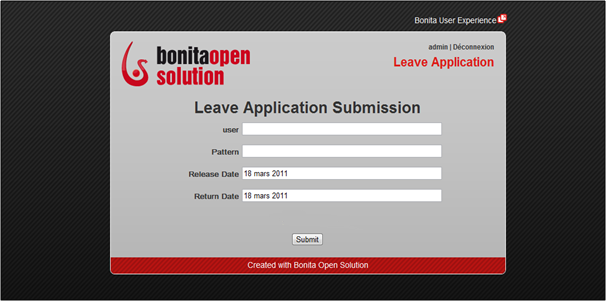 Bonita User Experience
admin | Déconnexion
bonitaopen
solution
Leave Application
Leave Application Submission
user
Pattern
Release Date 18 mars 2011
Return Date 18 mars 2011
Submit
Created with Bonita Open Solution